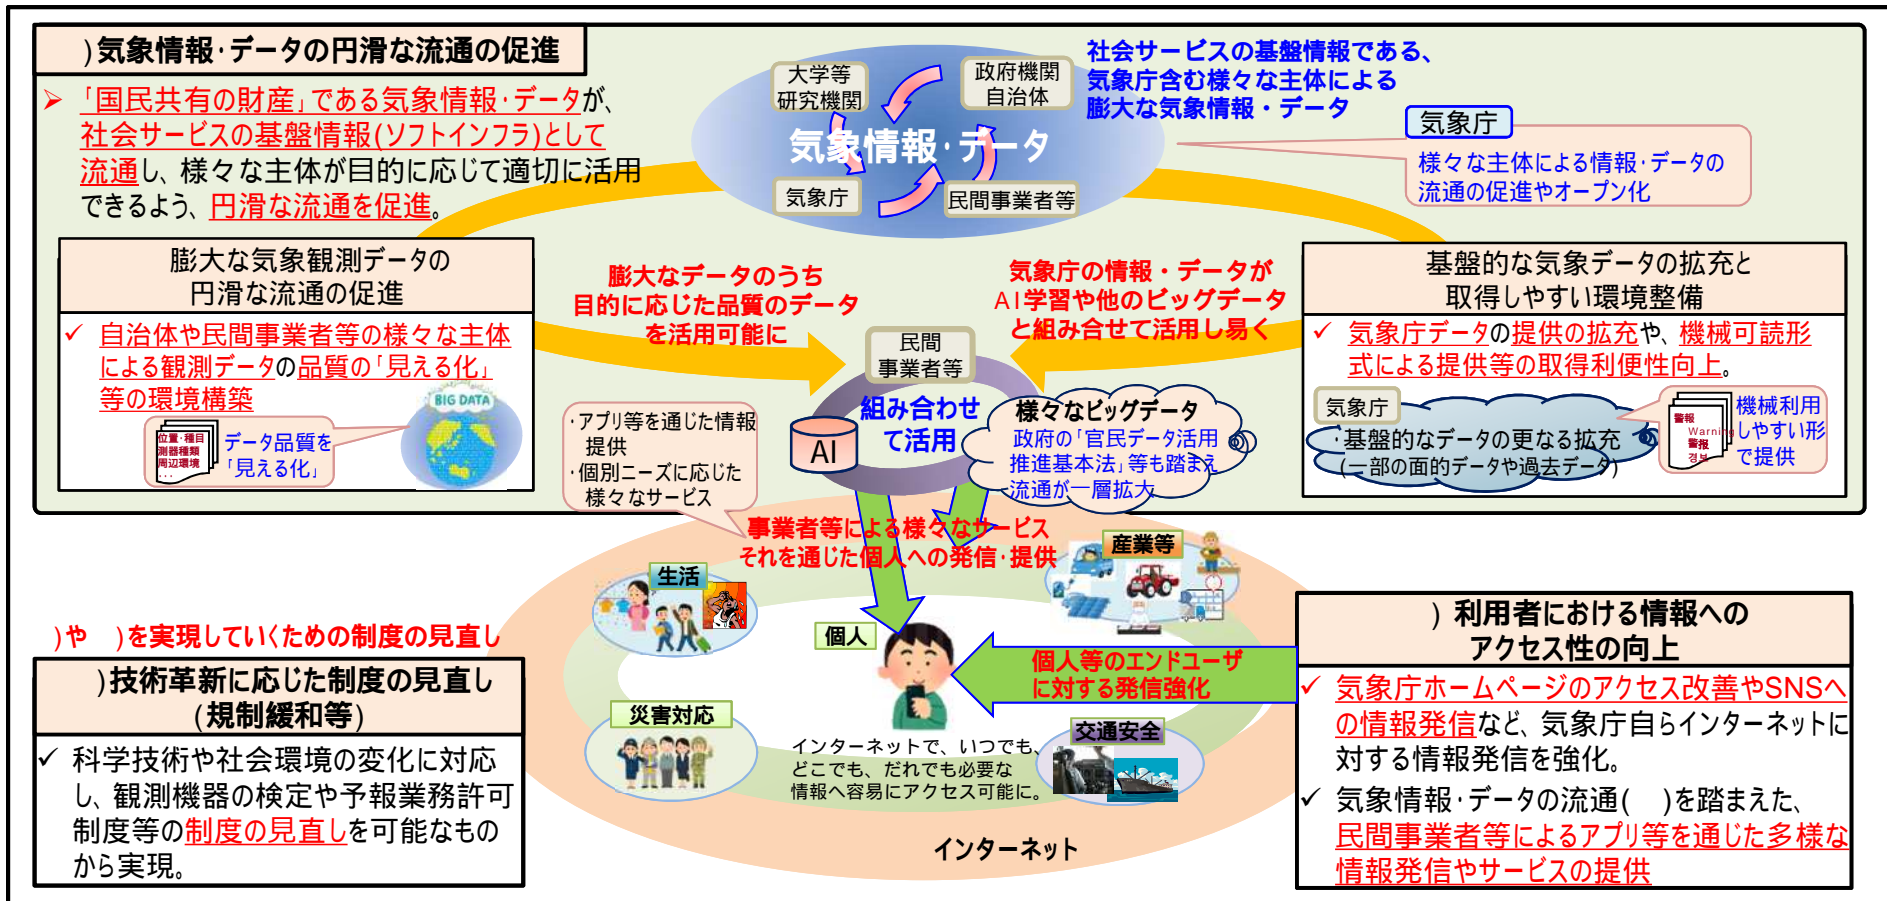 )気象情報・データの円滑な流通の促進
➢ 「国民共有の財産」である気象情報・データが、
社会サービスの基盤情報(ソフトインフラ)として
流通し、様々な主体が目的に応じて適切に活用
できるよう、円滑な流通を促進。
大学等
研究機関
政府機関
自治体
気象情報・データ
気象庁
民間事業者等
社会サービスの基盤情報である、
気象庁含む様々な主体による
膨大な気象情報・データ
気象庁
様々な主体による情報・データの
流通の促進やオープン化
膨大な気象観測データの
円滑な流通の促進
✓ 自治体や民間事業者等の様々な主体
による観測データの品質の「見える化」
等の環境構築
位置・種目
測器種類
周辺環境
...
データ品質を
「見える化」
BIG DATA
膨大なデータのうち
目的に応じた品質のデータ
を活用可能に
気象庁の情報・データが
AI学習や他のビッグデータ
と組み合せて活用し易く
民間
事業者等
組み合わせ
て活用
AI
様々なビッグデータ
政府の「官民データ活用
推進基本法」等も踏まえ
流通が一層拡大
・アプリ等を通じた情報
提供
・個別ニーズに応じた
様々なサービス
基盤的な気象データの拡充と
取得しやすい環境整備
✓ 気象庁データの提供の拡充や、機械可読形
式による提供等の取得利便性向上。
気象庁
・基盤的なデータの更なる拡充
(一部の面的データや過去データ)
警報
Warning
警报
경보
機械利用
しやすい形
で提供
事業者等による様々なサービス
それを通じた個人への発信・提供
生活
産業等
個人
災害対応
交通安全
個人等のエンドユーザ
に対する発信強化
インターネットで、いつでも、
どこでも、だれでも必要な
情報へ容易にアクセス可能に。
インターネット
)や )を実現していくための制度の見直し
)技術革新に応じた制度の見直し
(規制緩和等)
✓ 科学技術や社会環境の変化に対応
し、観測機器の検定や予報業務許可
制度等の制度の見直しを可能なもの
から実現。
) 利用者における情報への
アクセス性の向上
✓ 気象庁ホームページのアクセス改善やSNSへ
の情報発信など、気象庁自らインターネットに
対する情報発信を強化。
✓ 気象情報・データの流通( )を踏まえた、
民間事業者等によるアプリ等を通じた多様な
情報発信やサービスの提供